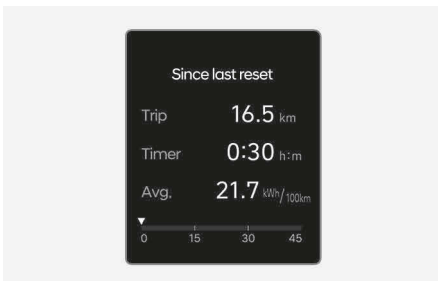 Since last reset
Trip 16.5 km
Timer 0:30 h:m
Avg. 21.7 kWh/100km
0 15 30 45